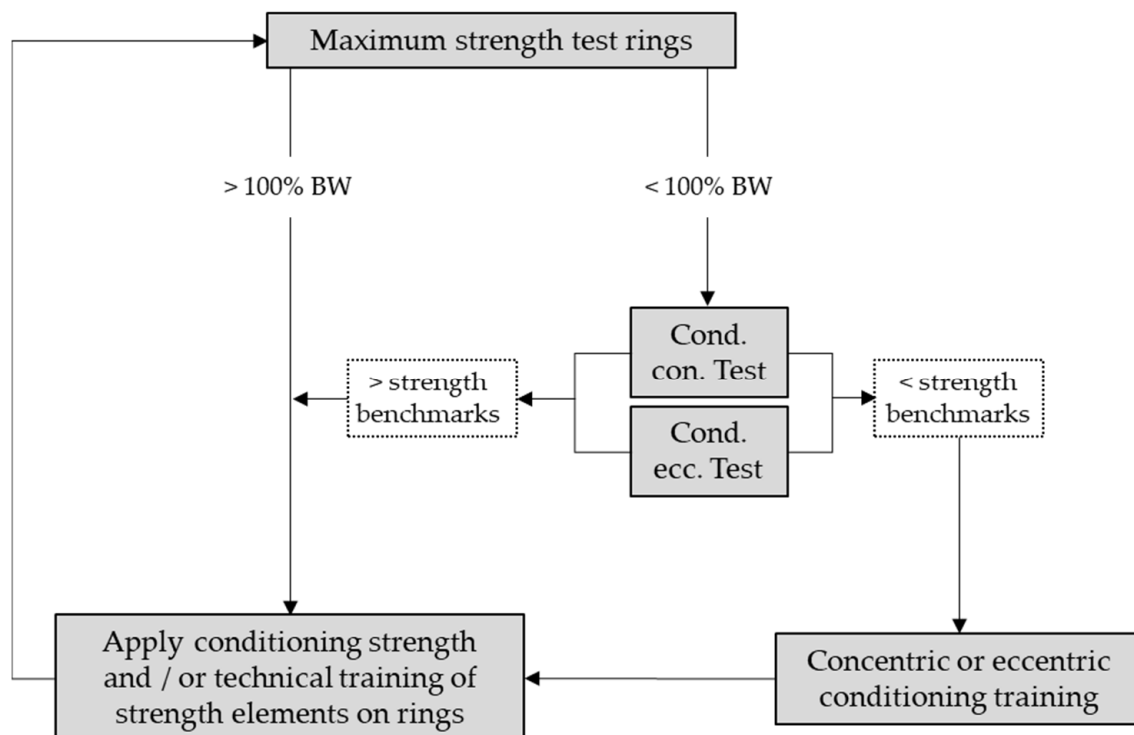 Maximum strength test rings
> 100% BW
< 100% BW
Cond.
con. Test
> strength
benchmarks
< strength
benchmarks
Cond.
ecc. Test
Apply conditioning strength
and / or technical training of
strength elements on rings
Concentric or eccentric
conditioning training